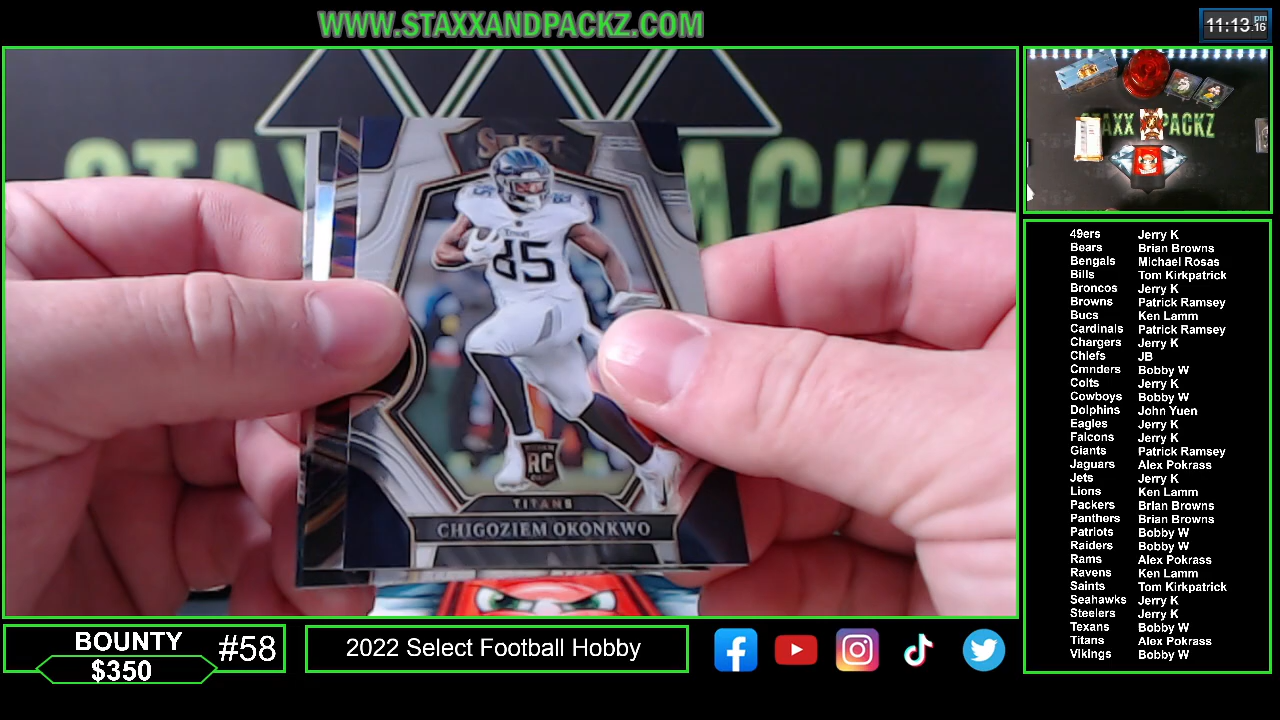 WWW.STAXXANDPACKZ.COM
11:13 pm .16
SELECT
85
85
TITANS
85
RC
TITANS
CHIGOZIEM OKONKWO
STAXX PACKZ
49ers Jerry K
Bears Brian Browns
Bengals Michael Rosas
Bills Tom Kirkpatrick
Broncos Jerry K
Browns Patrick Ramsey
Bucs Ken Lamm
Cardinals Patrick Ramsey
Chargers Jerry K
Chiefs JB
Cmnders Bobby W
Colts Jerry K
Cowboys Bobby W
Dolphins John Yuen
Eagles Jerry K
Falcons Jerry K
Giants Patrick Ramsey
Jaguars Alex Pokrass
Jets Jerry K
Lions Ken Lamm
Packers Brian Browns
Panthers Brian Browns
Patriots Bobby W
Raiders Bobby W
Rams Alex Pokrass
Ravens Ken Lamm
Saints Tom Kirkpatrick
Seahawks Jerry K
Steelers Jerry K
Texans Bobby W
Titans Alex Pokrass
Vikings Bobby W
BOUNTY
$350
#58
2022 Select Football Hobby